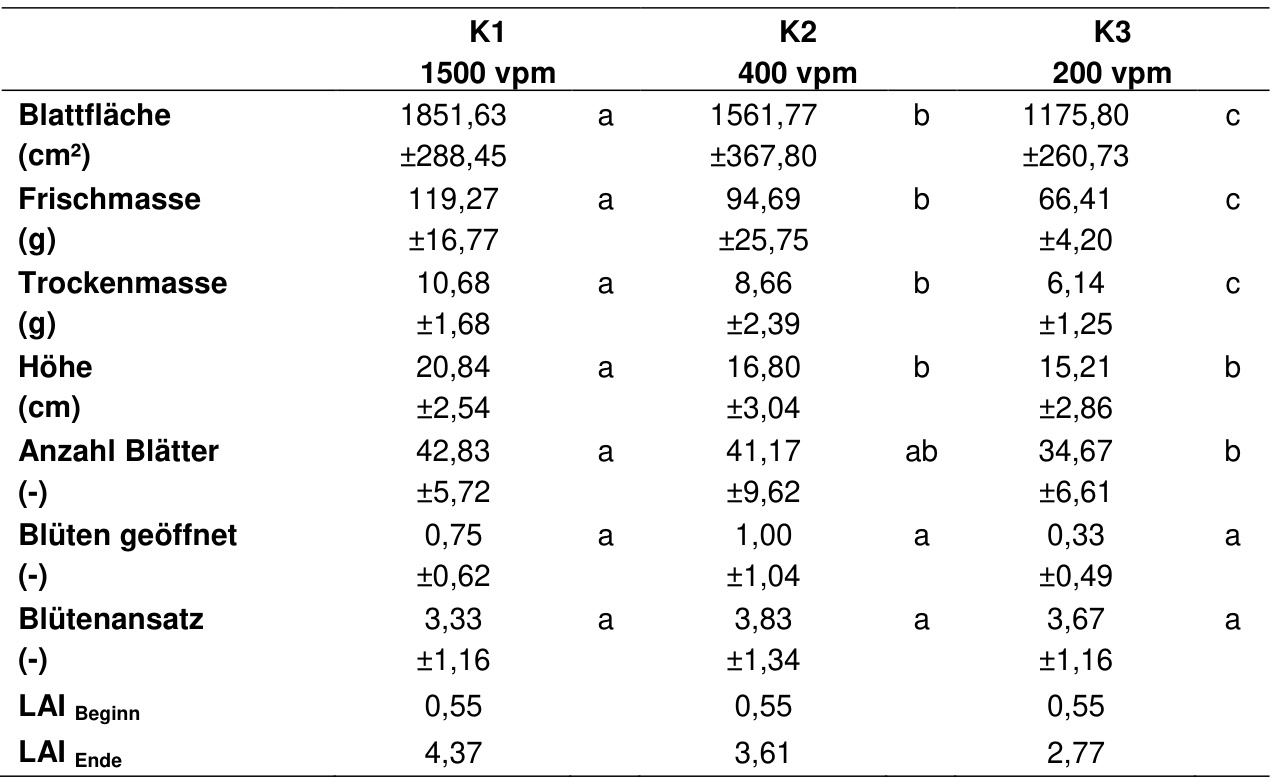 K1 K2 K3
1500 vpm 400 vpm 200 vpm
Blattfläche 1851,63 a 1561,77 b 1175,80 c
(cm²) ±288,45 ±367,80 ±260,73
Frischmasse 119,27 a 94,69 b 66,41 c
(g) ±16,77 ±25,75 ±4,20
Trockenmasse 10,68 a 8,66 b 6,14 c
(g) ±1,68 ±2,39 ±1,25
Höhe 20,84 a 16,80 b 15,21 b
(cm) ±2,54 ±3,04 ±2,86
Anzahl Blätter 42,83 a 41,17 ab 34,67 b
(-) ±5,72 ±9,62 ±6,61
Blüten geöffnet 0,75 a 1,00 a 0,33 a
(-) ±0,62 ±1,04 ±0,49
Blütenansatz 3,33 a 3,83 a 3,67 a
(-) ±1,16 ±1,34 ±1,16
LAI Beginn 0,55 0,55 0,55
LAI Ende 4,37 3,61 2,77